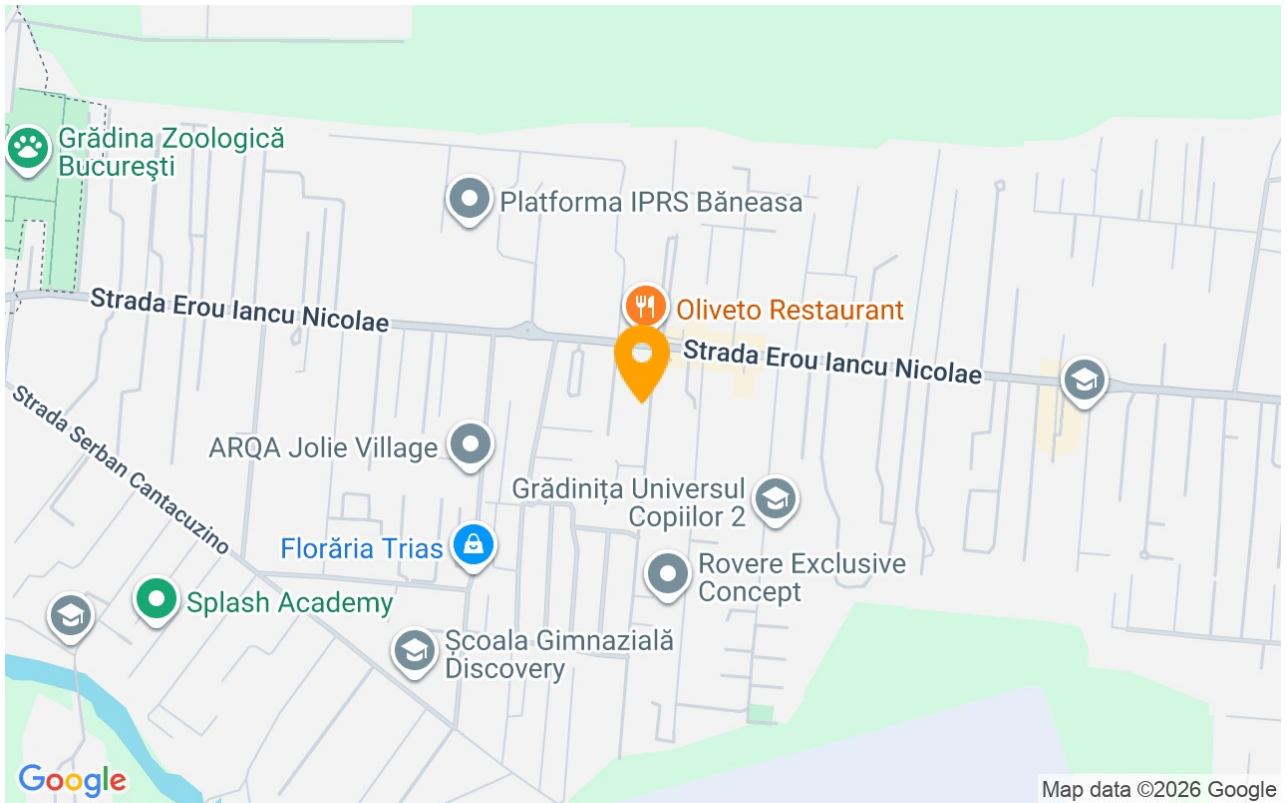 Grădina Zoologică
București
Platforma IPRS Băneasa
Strada Erou Iancu Nicolae
Oliveto Restaurant
Strada Erou Iancu Nicolae
Strada Serban Cantacuzino
ARQA Jolie Village
Grădinița Universul
Copiilor 2
Florăria Trias
Rovere Exclusive
Concept
Splash Academy
Școala Gimnazială
Discovery
Google
Map data ©2026 Google